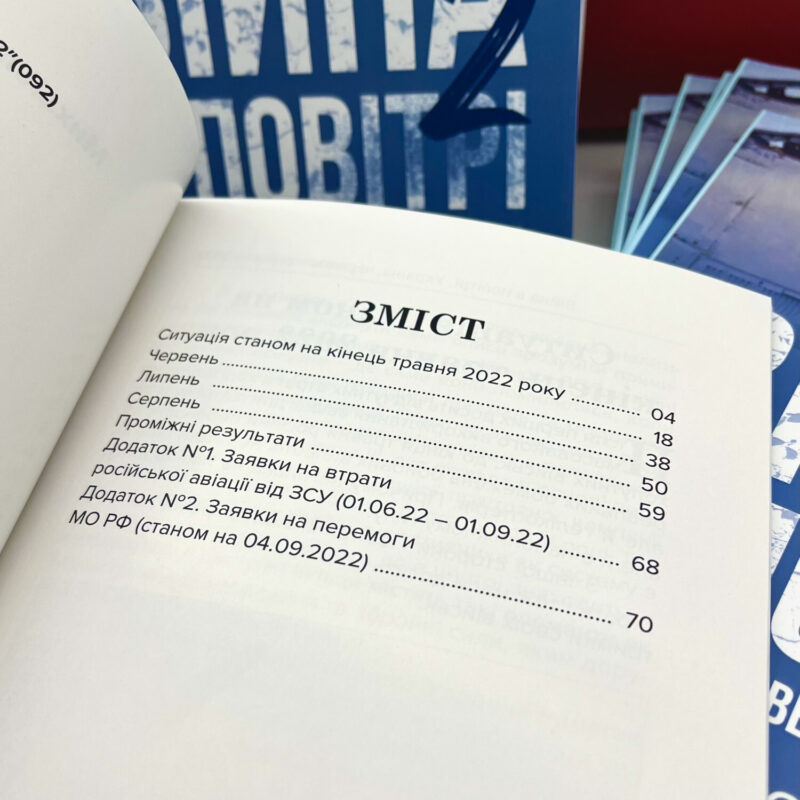 2"(092)
ПОВІТРІ
2
ЗМІСТ
Ситуація станом на кінець травня 2022 року .......... 04
Червень .......... 18
Липень .......... 38
Серпень .......... 50
Проміжні результати .......... 59
Додаток №1. Заявки на втрати
російської авіації від ЗСУ (01.06.22 – 01.09.22) .......... 68
Додаток №2. Заявки на перемоги
МО РФ (станом на 04.09.2022) .......... 70